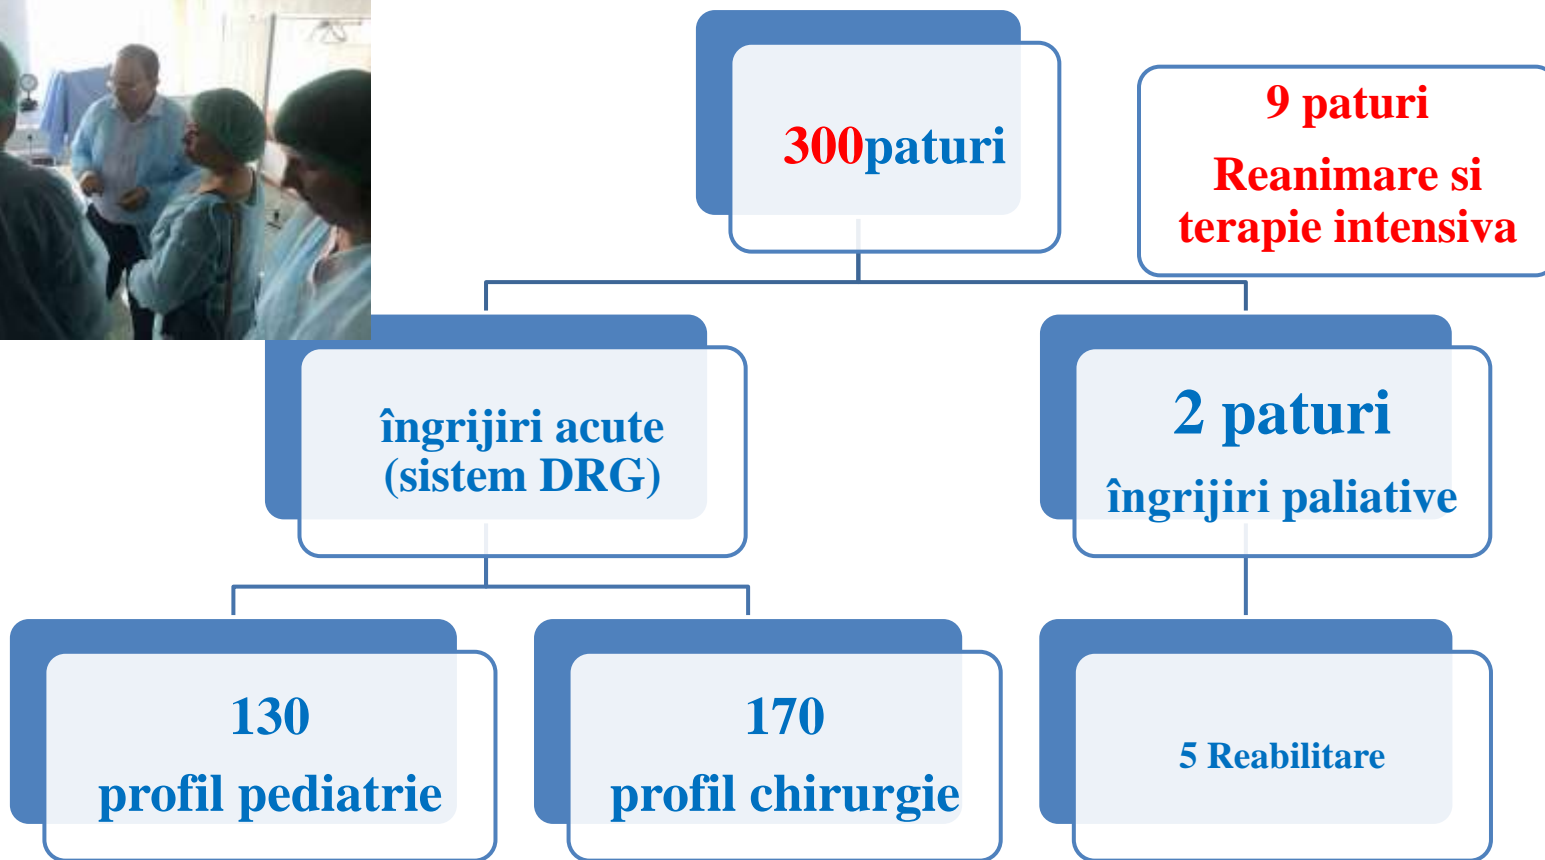 300paturi
9 paturi
Reanimare si
terapie intensiva
îngrijiri acute
(sistem DRG)
2 paturi
îngrijiri paliative
130
profil pediatrie
170
profil chirurgie
5 Reabilitare